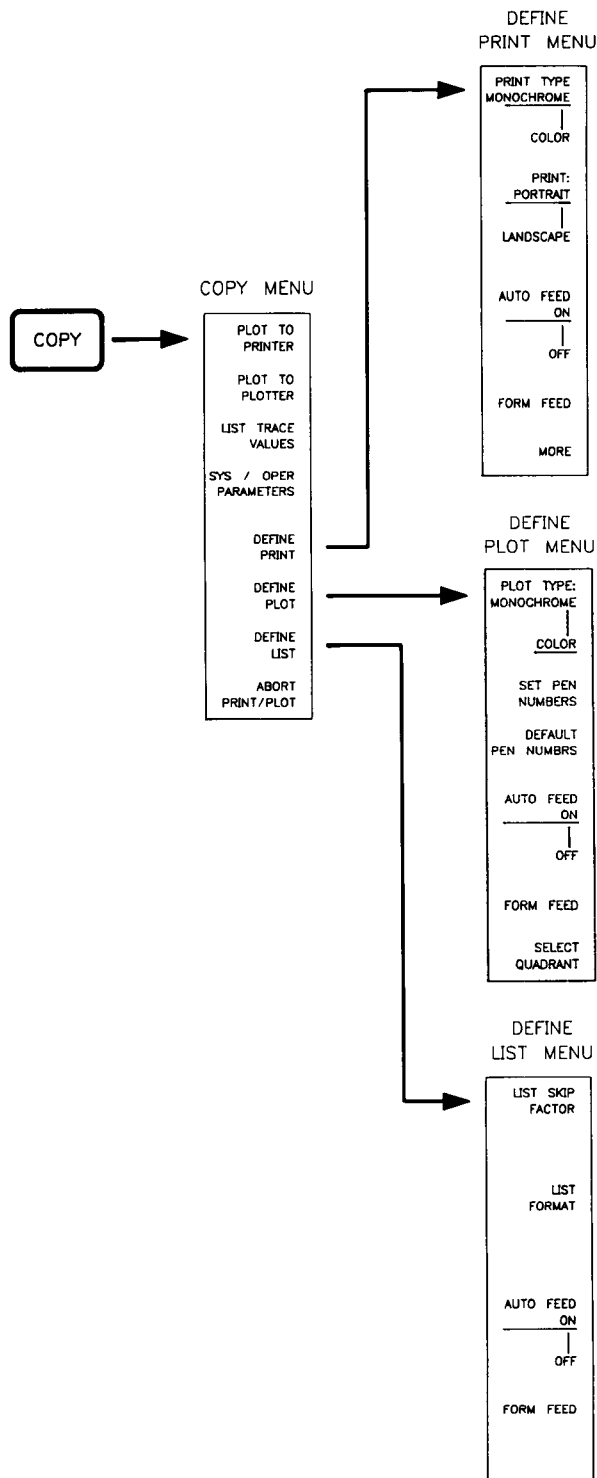 COPY
COPY MENU
PLOT TO
PRINTER
PLOT TO
PLOTTER
LIST TRACE
VALUES
SYS / OPER
PARAMETERS
DEFINE
PRINT
DEFINE
PLOT
DEFINE
LIST
ABORT
PRINT/PLOT
DEFINE
PRINT MENU
PRINT TYPE
MONOCHROME
COLOR
PRINT:
PORTRAIT
LANDSCAPE
AUTO FEED
ON
OFF
FORM FEED
MORE
DEFINE
PLOT MENU
PLOT TYPE:
MONOCHROME
COLOR
SET PEN
NUMBERS
DEFAULT
PEN NUMBRS
AUTO FEED
ON
OFF
FORM FEED
SELECT
QUADRANT
DEFINE
LIST MENU
LIST SKIP
FACTOR
LIST
FORMAT
AUTO FEED
ON
OFF
FORM FEED